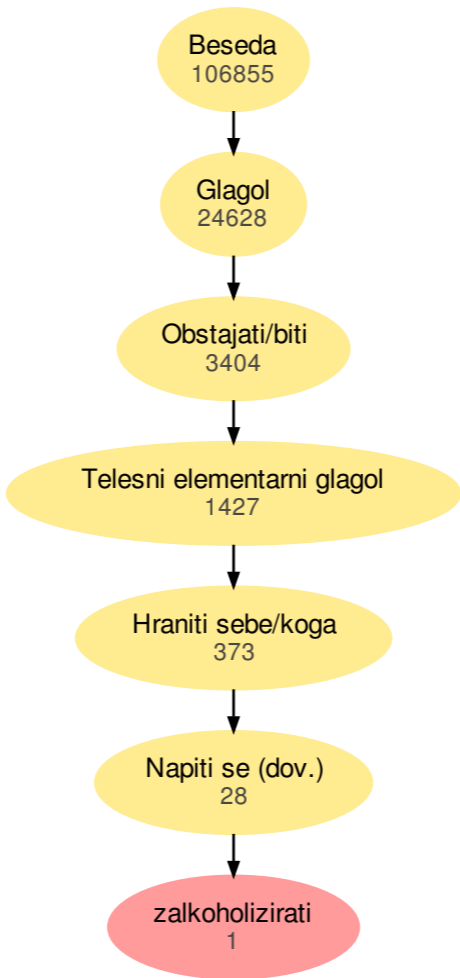 Beseda
106855
Glagol
24628
Obstajati/biti
3404
Telesni elementarni glagol
1427
Hraniti sebe/koga
373
Napiti se (dov.)
28
zalkoholizirati
1